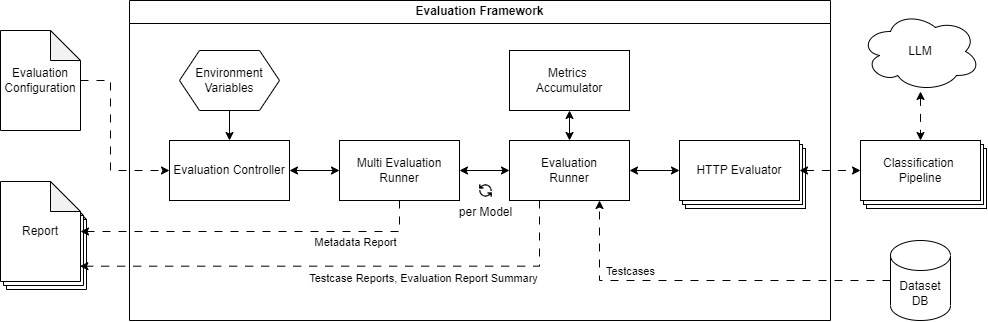 Evaluation Framework
Evaluation
Configuration
Environment
Variables
Metrics
Accumulator
LLM
Evaluation Controller
Multi Evaluation
Runner
per Model
Evaluation
Runner
HTTP Evaluator
Classification
Pipeline
Report
Metadata Report
Testcase Reports, Evaluation Report Summary
Testcases
Dataset
DB